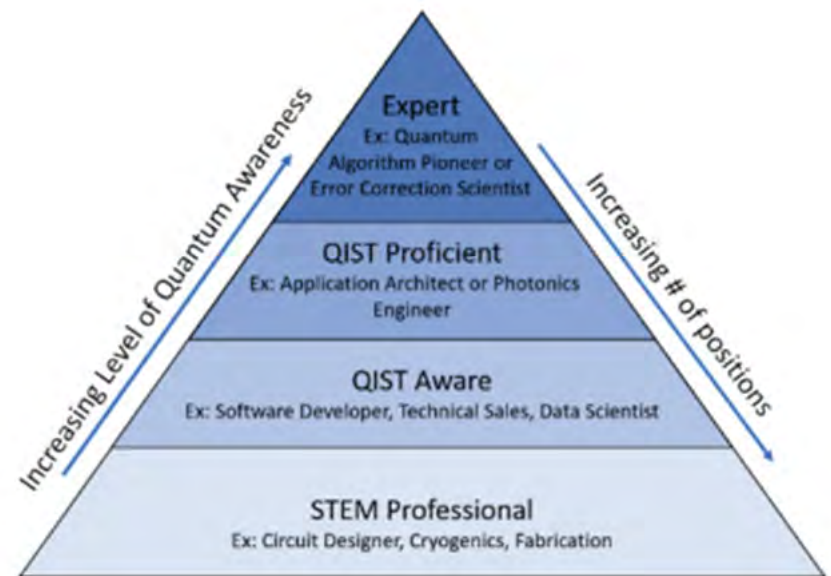 Expert
Ex: Quantum
Algorithm Pioneer or
Error Correction Scientist
QIST Proficient
Ex: Application Architect or Photonics
Engineer
QIST Aware
Ex: Software Developer, Technical Sales, Data Scientist
STEM Professional
Ex: Circuit Designer, Cryogenics, Fabrication
Increasing Level of Quantum Awareness
Increasing # of positions